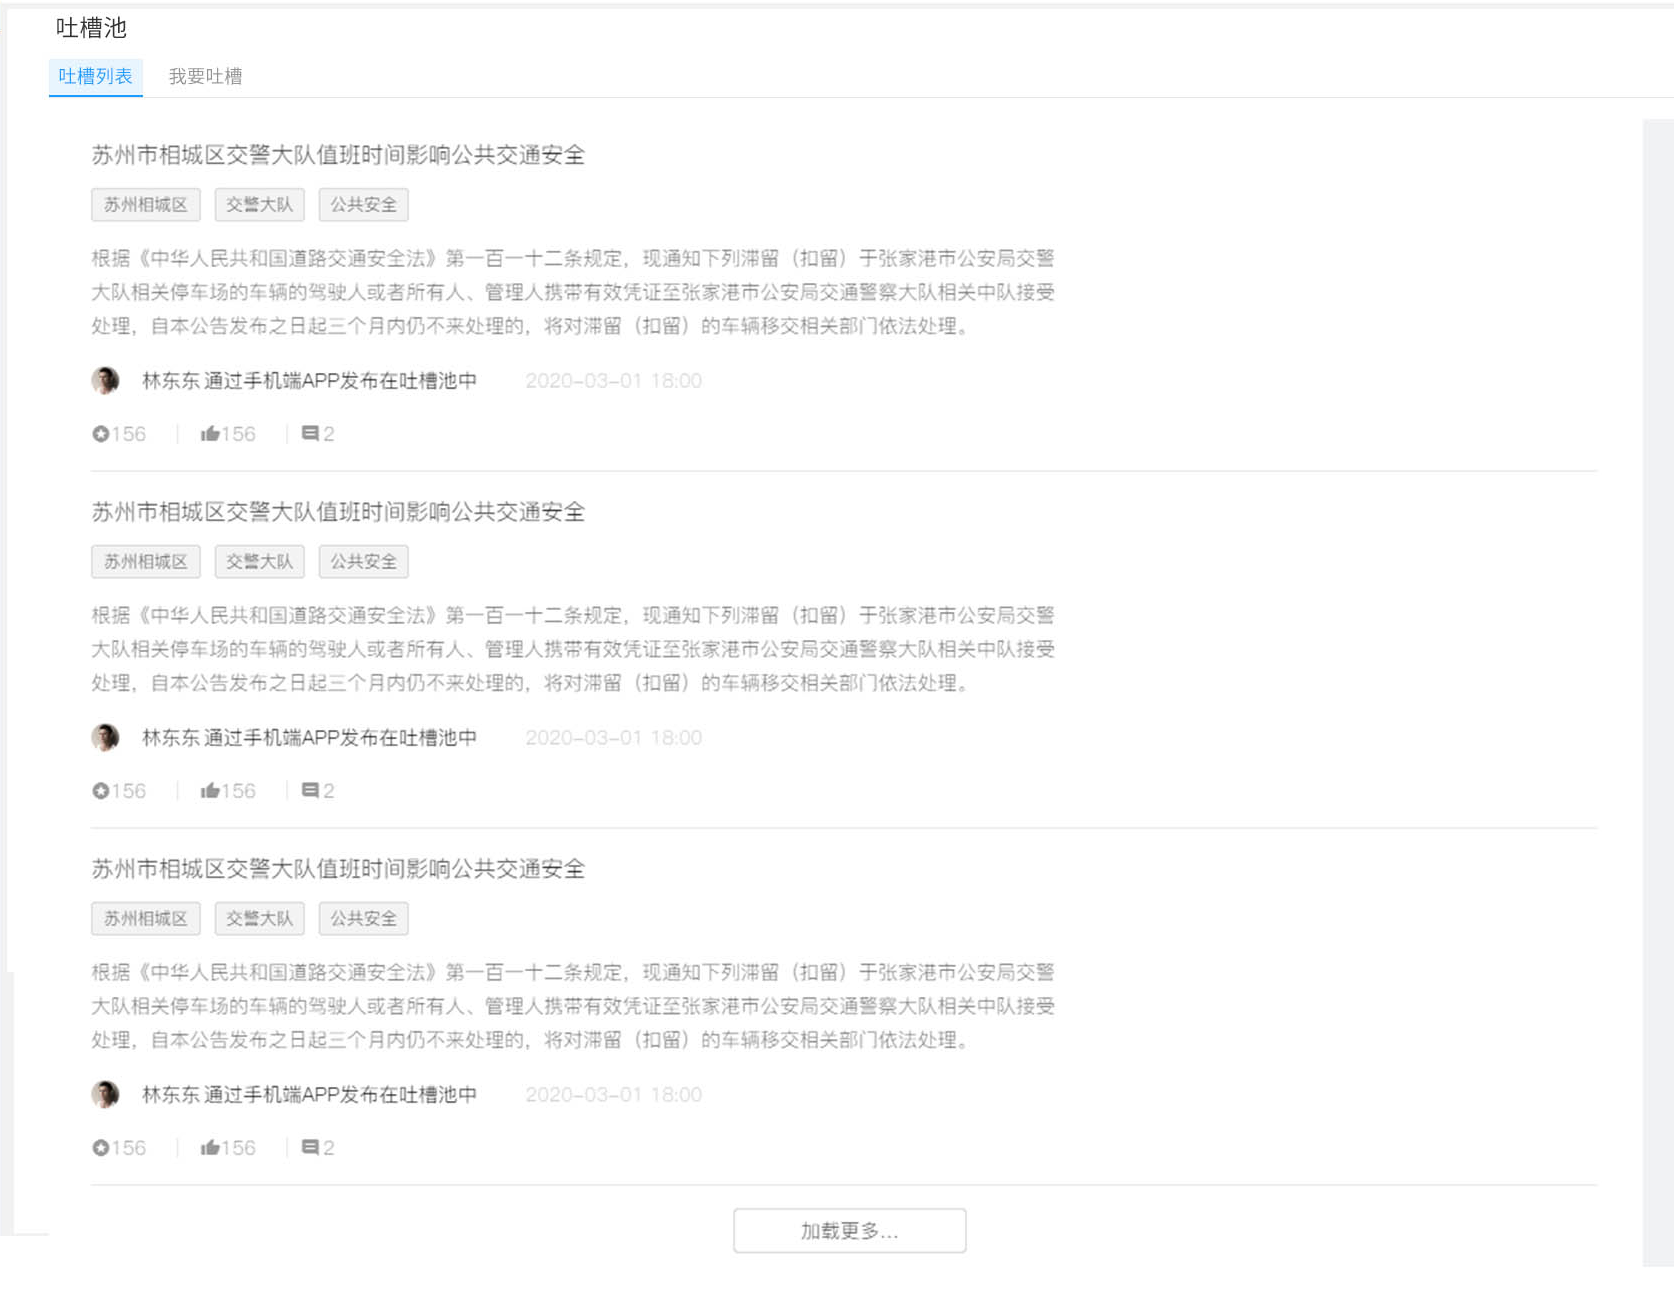 吐槽池
吐槽列表 我要吐槽
苏州市相城区交警大队值班时间影响公共交通安全
苏州相城区 交警大队 公共安全
根据《中华人民共和国道路交通安全法》第一百一十二条规定，现通知下列滞留（扣留）于张家港市公安局交警
大队相关停车场的车辆的驾驶人或者所有人、管理人携带有效凭证至张家港市公安局交通警察大队相关中队接受
处理，自本公告发布之日起三个月内仍不来处理的，将对滞留（扣留）的车辆移交相关部门依法处理。
林东东 通过手机端APP发布在吐槽池中 2020-03-01 18:00
156 156 2
苏州市相城区交警大队值班时间影响公共交通安全
苏州相城区 交警大队 公共安全
根据《中华人民共和国道路交通安全法》第一百一十二条规定，现通知下列滞留（扣留）于张家港市公安局交警
大队相关停车场的车辆的驾驶人或者所有人、管理人携带有效凭证至张家港市公安局交通警察大队相关中队接受
处理，自本公告发布之日起三个月内仍不来处理的，将对滞留（扣留）的车辆移交相关部门依法处理。
林东东 通过手机端APP发布在吐槽池中 2020-03-01 18:00
156 156 2
苏州市相城区交警大队值班时间影响公共交通安全
苏州相城区 交警大队 公共安全
根据《中华人民共和国道路交通安全法》第一百一十二条规定，现通知下列滞留（扣留）于张家港市公安局交警
大队相关停车场的车辆的驾驶人或者所有人、管理人携带有效凭证至张家港市公安局交通警察大队相关中队接受
处理，自本公告发布之日起三个月内仍不来处理的，将对滞留（扣留）的车辆移交相关部门依法处理。
林东东 通过手机端APP发布在吐槽池中 2020-03-01 18:00
156 156 2
加载更多...